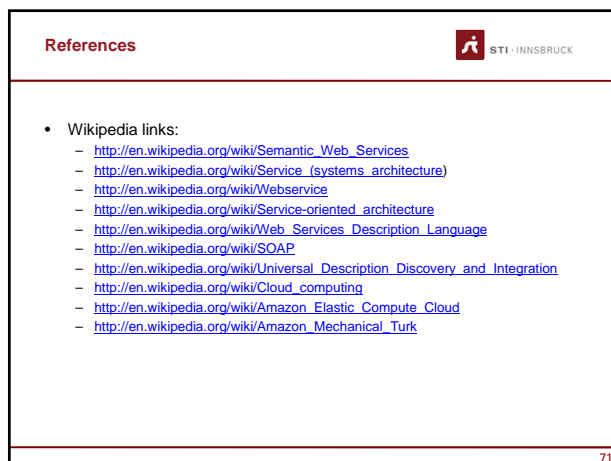 References
STI · INNSBRUCK
• Wikipedia links:
– http://en.wikipedia.org/wiki/Semantic_Web_Services
– http://en.wikipedia.org/wiki/Service_(systems_architecture)
– http://en.wikipedia.org/wiki/Webservice
– http://en.wikipedia.org/wiki/Service-oriented_architecture
– http://en.wikipedia.org/wiki/Web_Services_Description_Language
– http://en.wikipedia.org/wiki/SOAP
– http://en.wikipedia.org/wiki/Universal_Description_Discovery_and_Integration
– http://en.wikipedia.org/wiki/Cloud_computing
– http://en.wikipedia.org/wiki/Amazon_Elastic_Compute_Cloud
– http://en.wikipedia.org/wiki/Amazon_Mechanical_Turk
71